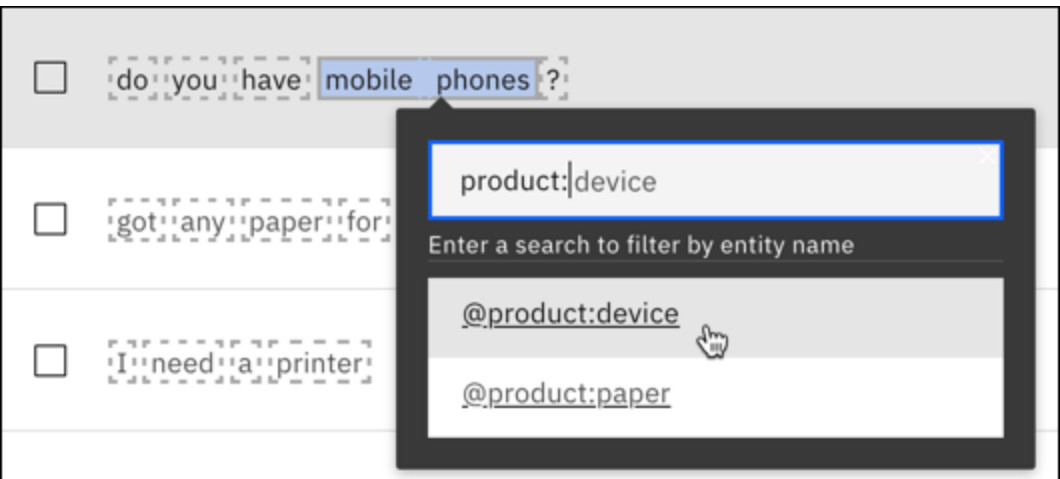 do you have mobile phones ?
product:device
got any paper for
Enter a search to filter by entity name
@product:device
I need a printer
@product:paper